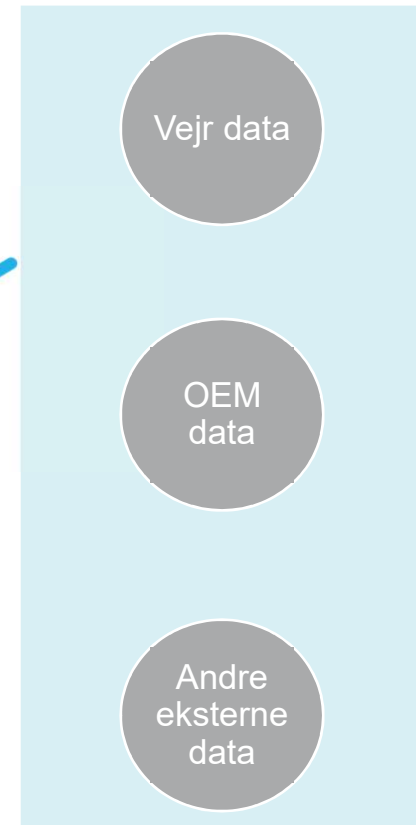 Vejr data
OEM
data
Andre
eksterne
data